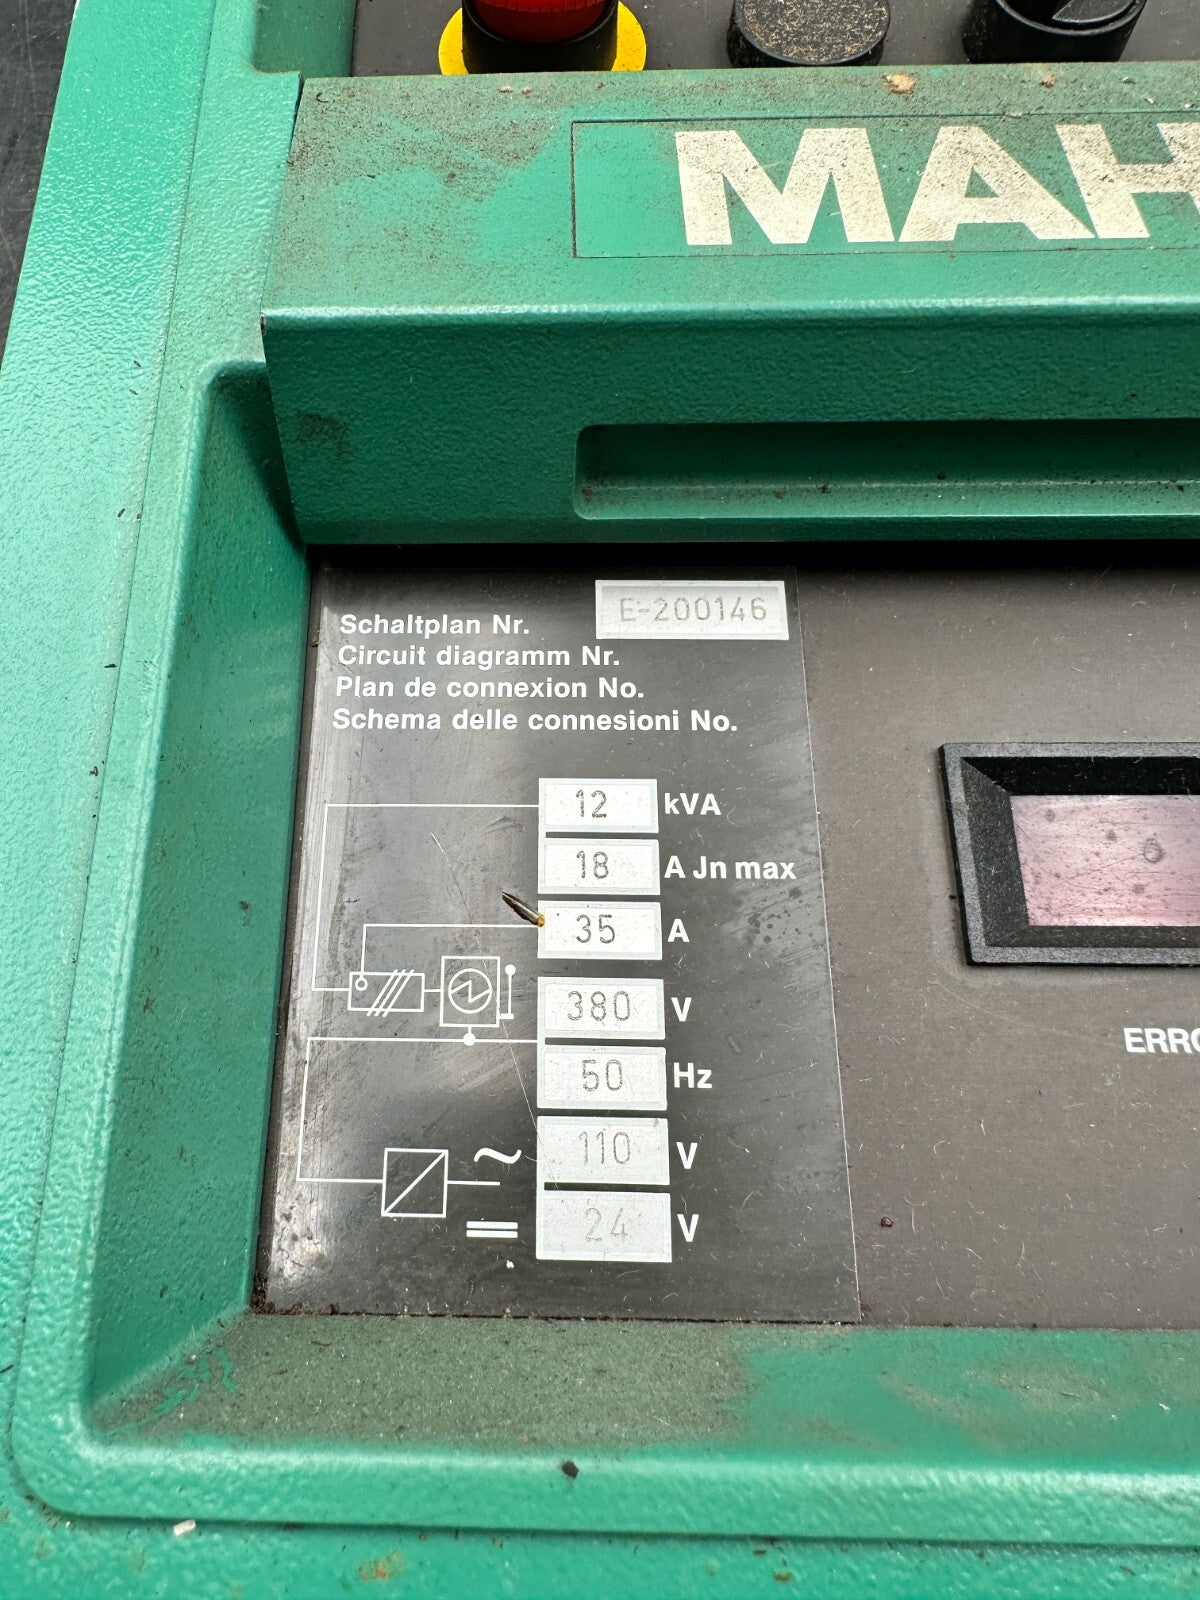 MAH
E-200146
Schaltplan Nr.
Circuit diagramm Nr.
Plan de connexion No.
Schema delle connesioni No.
12 kVA
18 A Jn max
35 A
380 V
50 Hz
ERRO
110 V
24 V